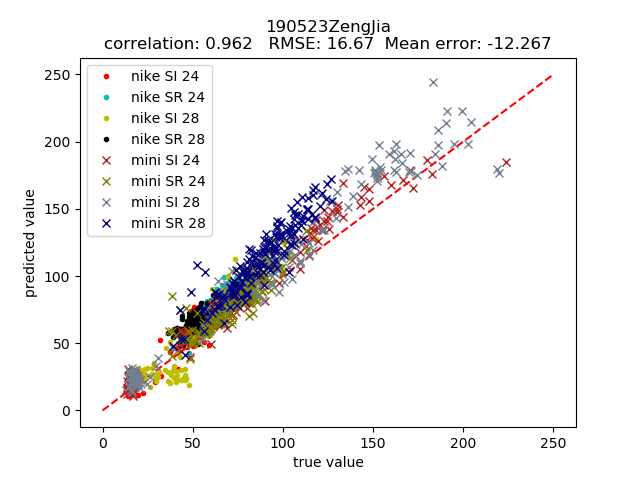 190523ZengJia
correlation: 0.962 RMSE: 16.67 Mean error: -12.267
250
200
150
100
50
0
predicted value
nike SI 24
nike SR 24
nike SI 28
nike SR 28
mini SI 24
mini SR 24
mini SI 28
mini SR 28
0 50 100 150 200 250
true value